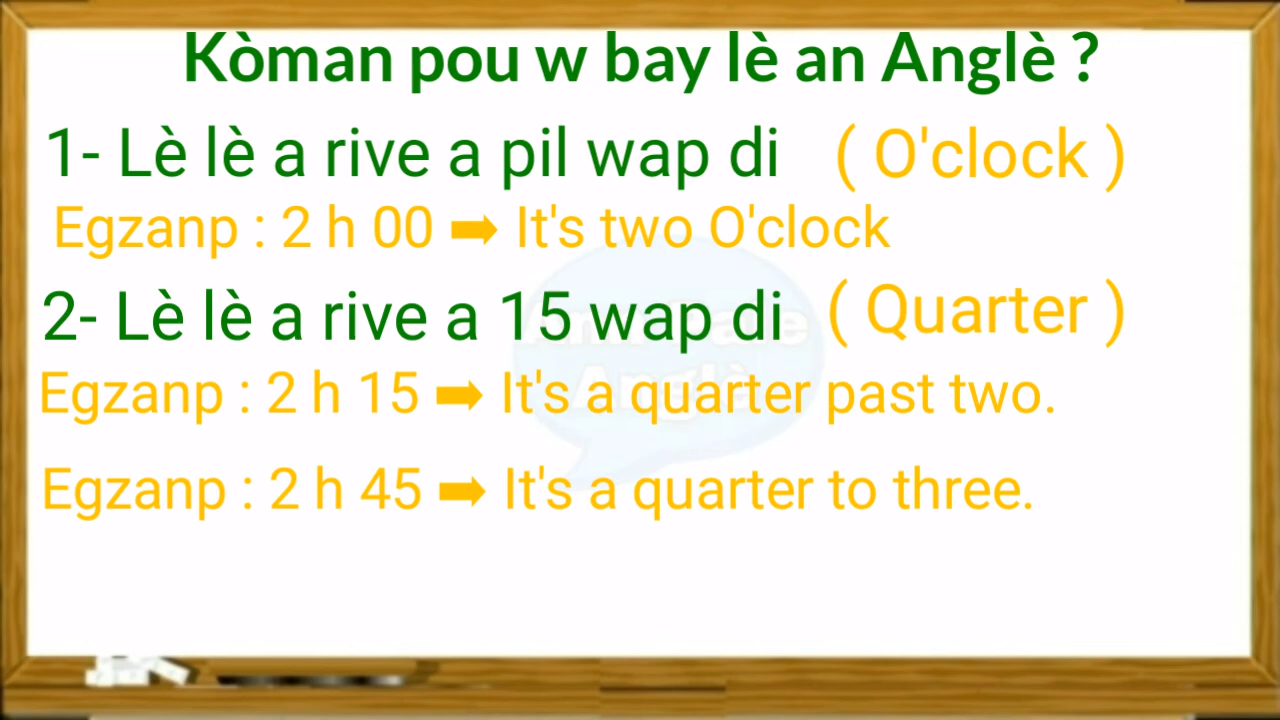 Kòman pou w bay lè an Anglè ?
1- Lè lè a rive a pil wap di ( O'clock )
Egzanp : 2 h 00 ➡ It's two O'clock
2- Lè lè a rive a 15 wap di ( Quarter )
Egzanp : 2 h 15 ➡ It's a quarter past two.
Egzanp : 2 h 45 ➡ It's a quarter to three.